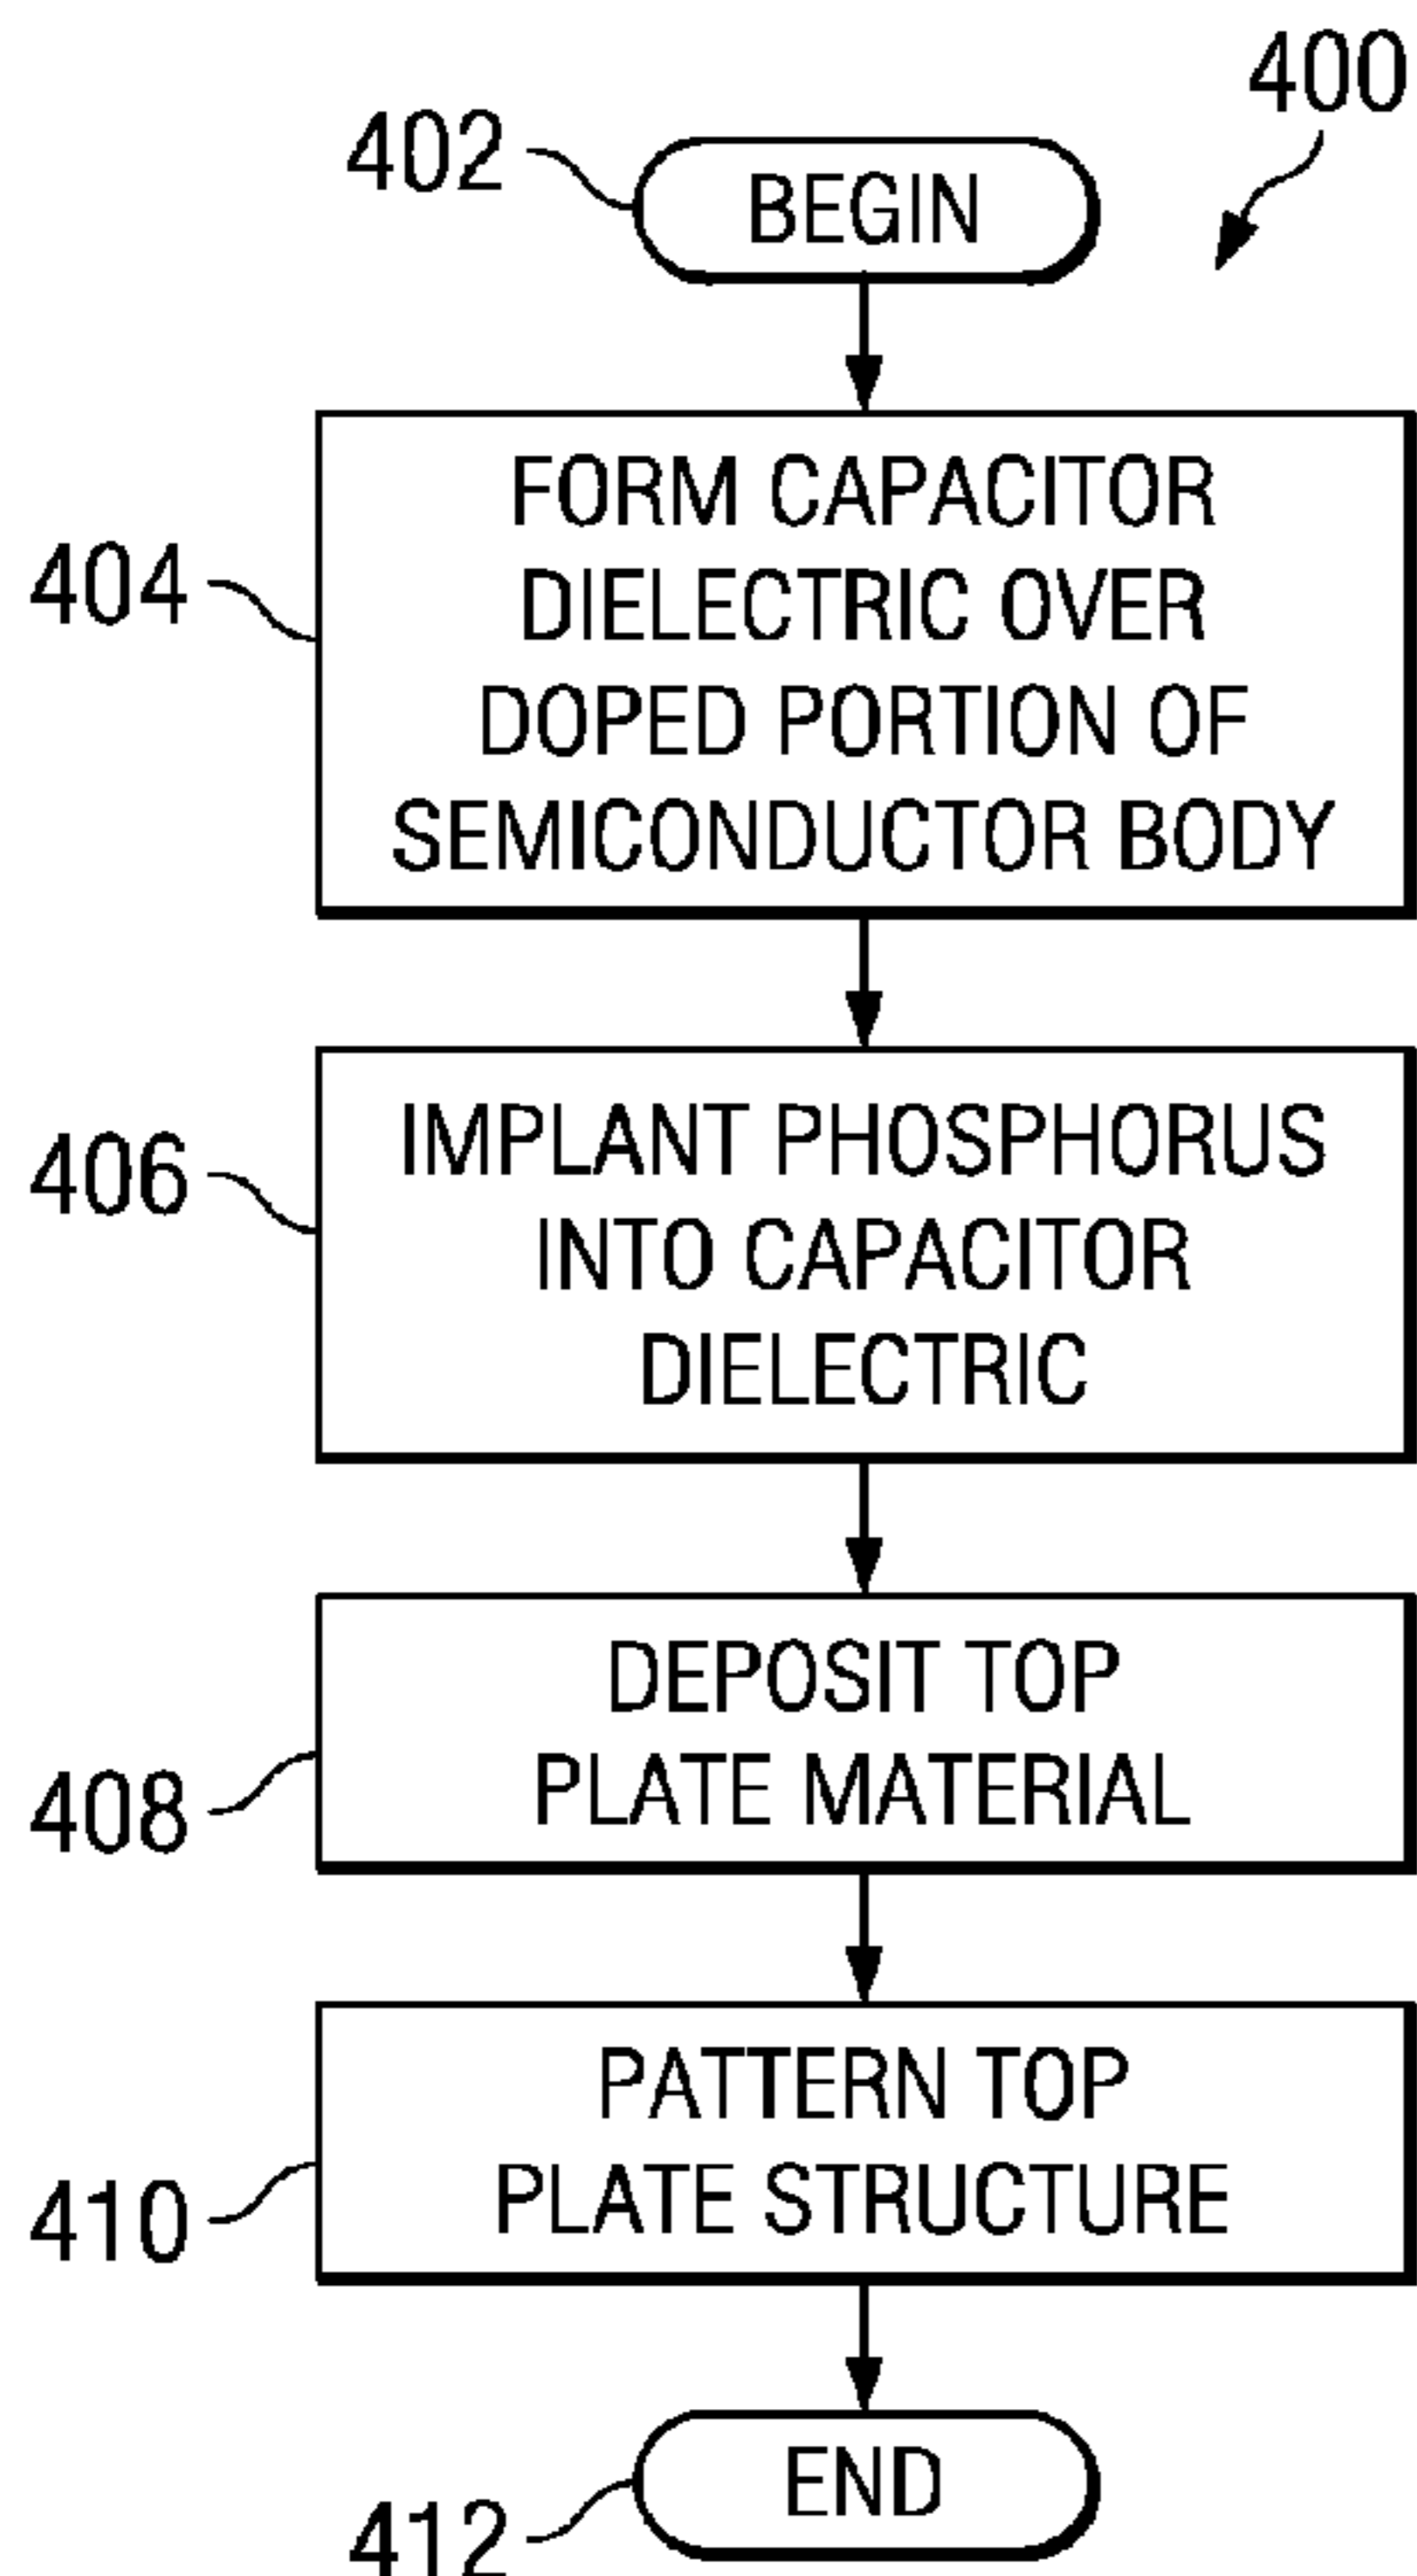 400
402
BEGIN
404
FORM CAPACITOR
DIELECTRIC OVER
DOPED PORTION OF
SEMICONDUCTOR BODY
406
IMPLANT PHOSPHORUS
INTO CAPACITOR
DIELECTRIC
408
DEPOSIT TOP
PLATE MATERIAL
410
PATTERN TOP
PLATE STRUCTURE
412
END